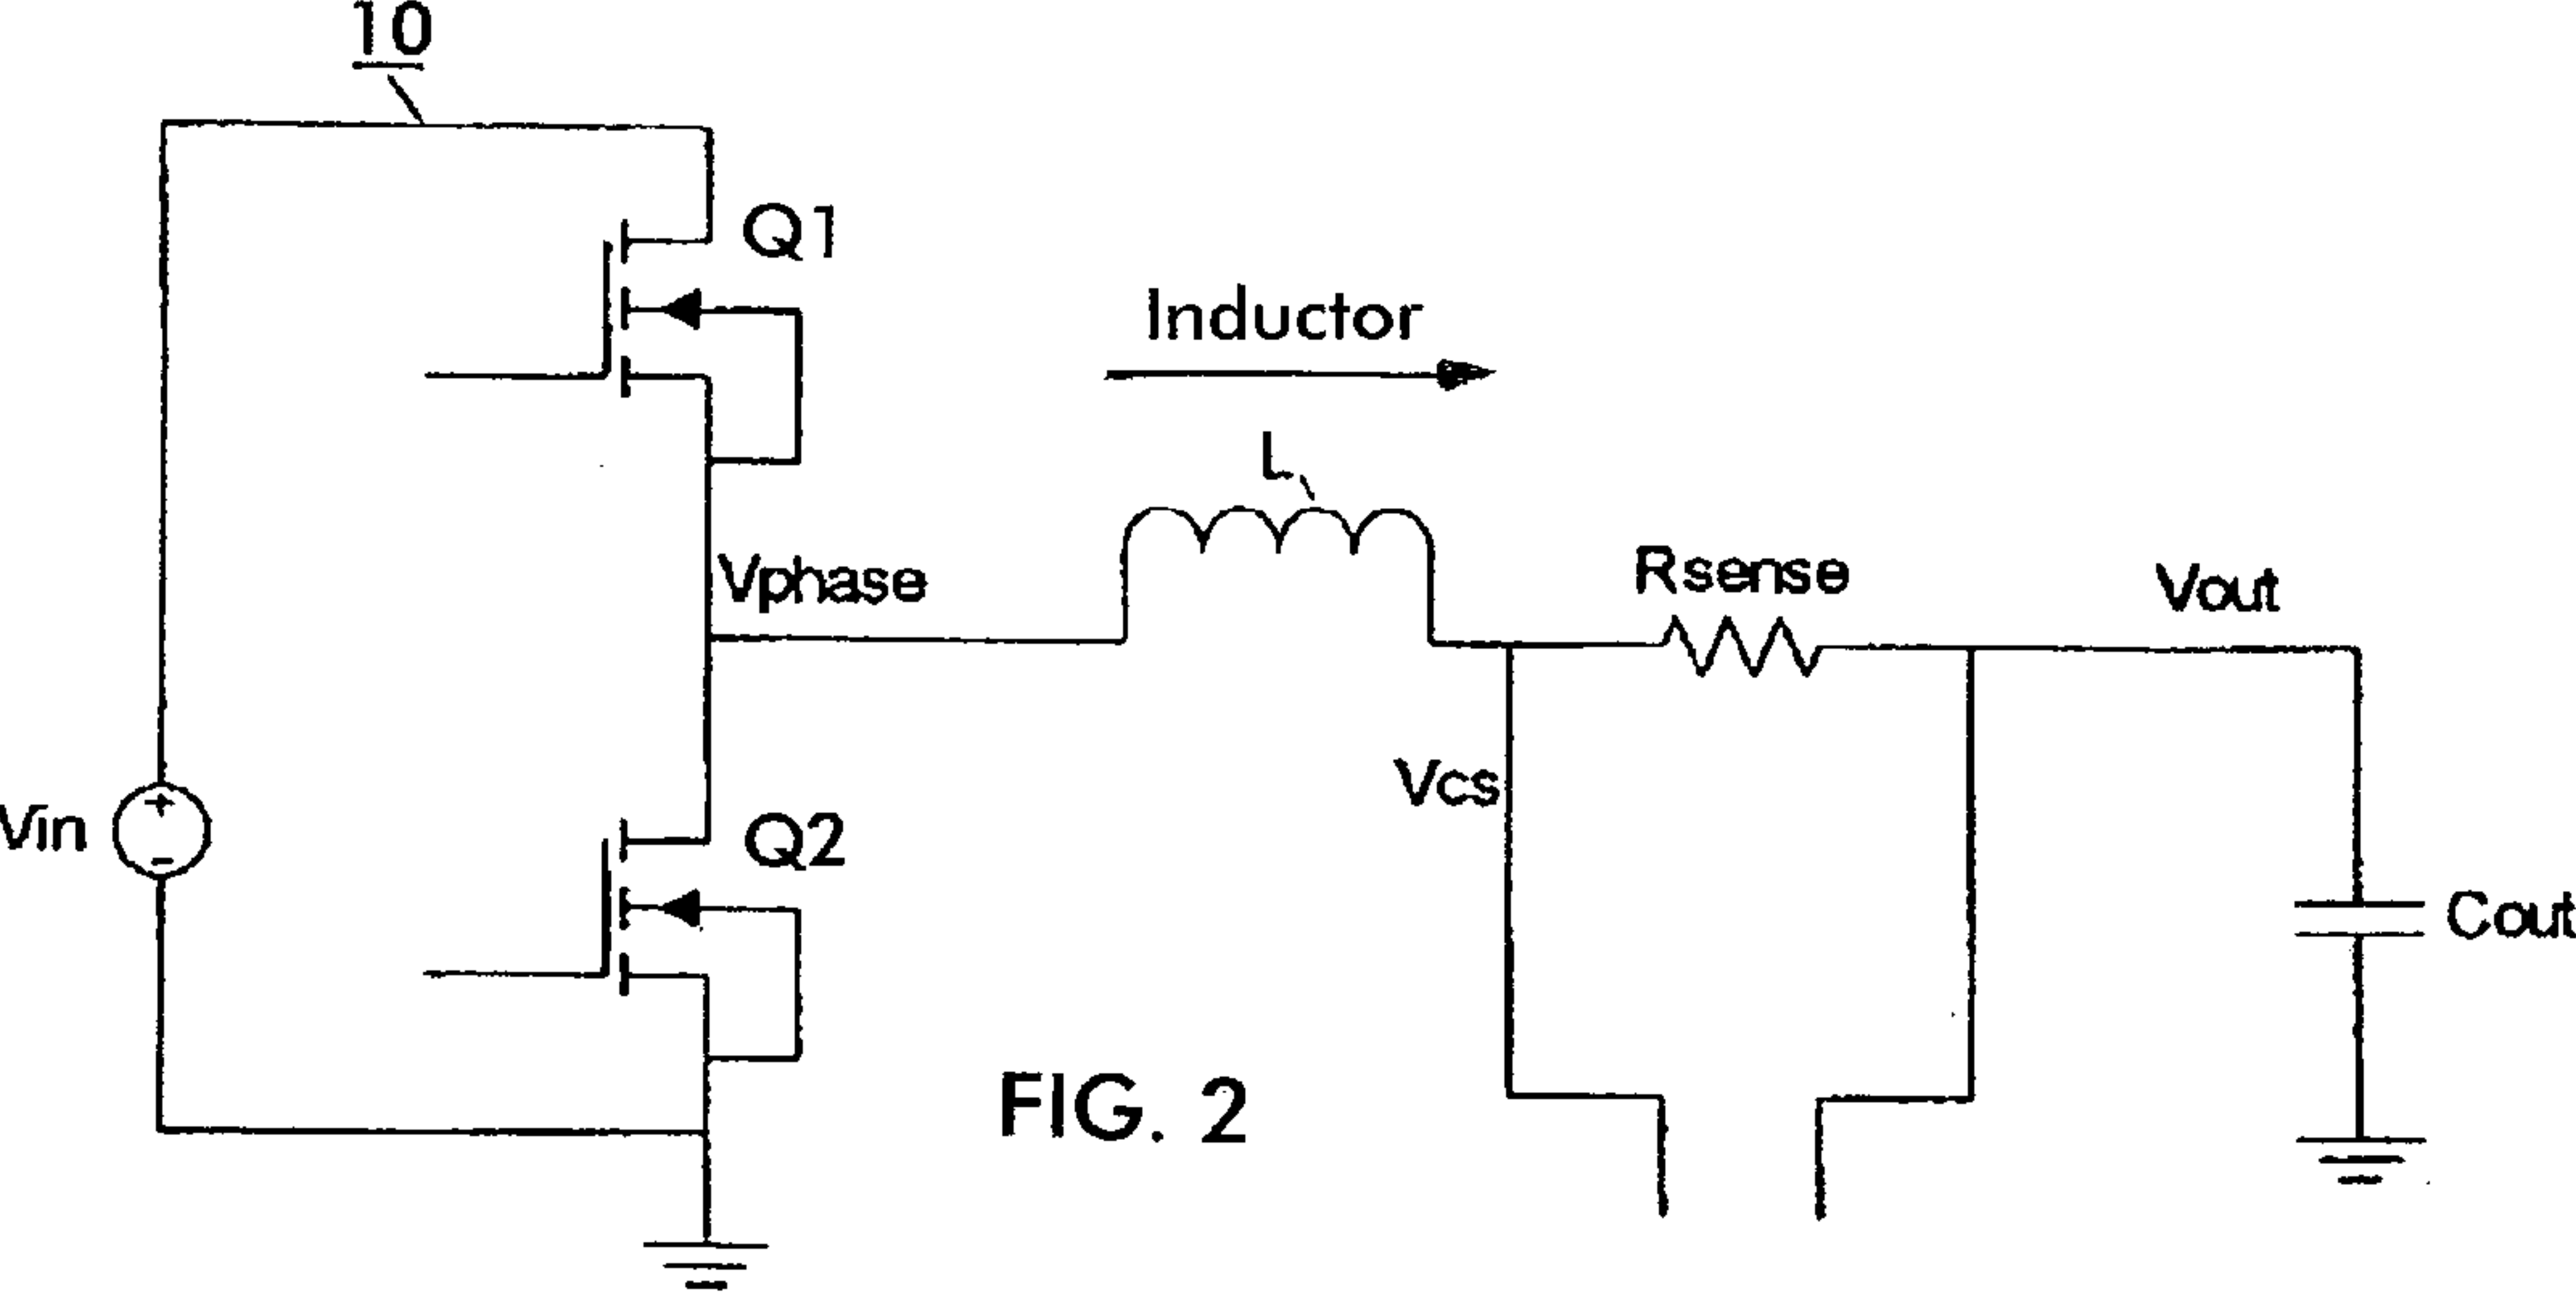 10
Q1
Inductor
L
Vphase
Rsense
Vout
Vcs
Vin
+
-
Q2
Cout
FIG. 2